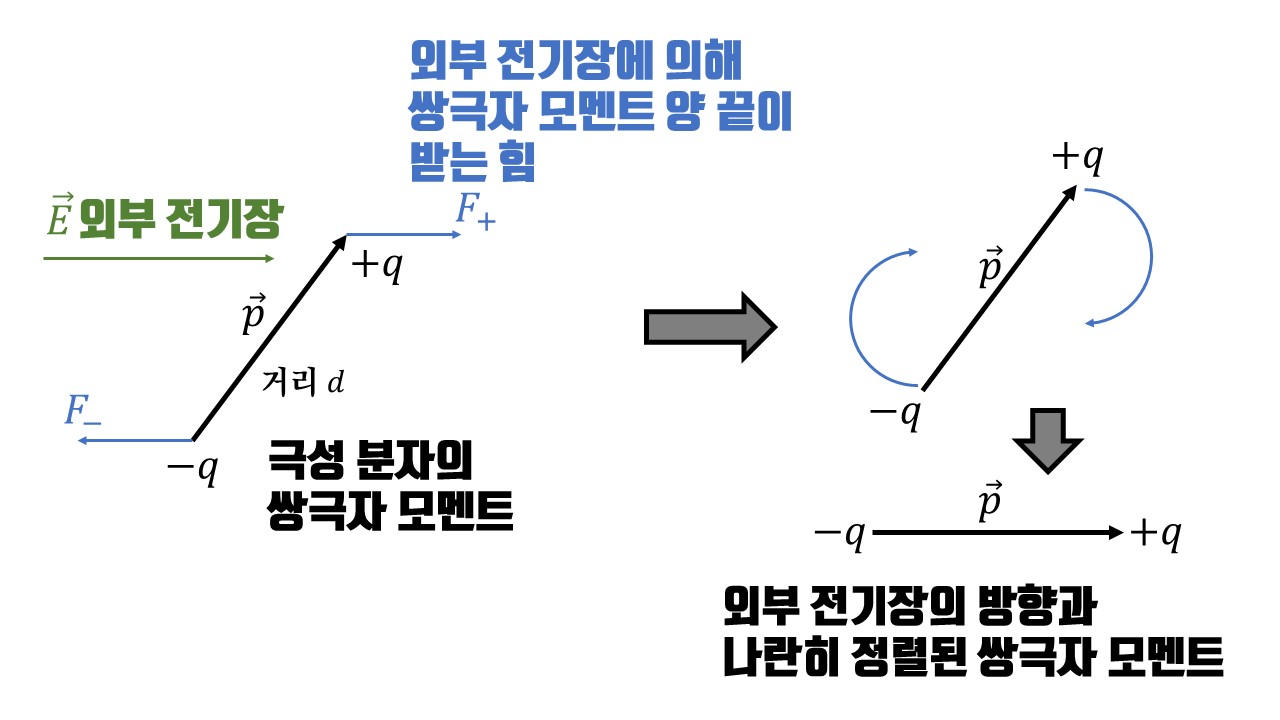 외부 전기장에 의해
쌍극자 모멘트 양 끝이
받는 힘
$\vec{E}$ 외부 전기장
$F_+$
$+q$
$\vec{p}$
거리 $d$
$F_-$
$-q$
극성 분자의
쌍극자 모멘트
$+q$
$\vec{p}$
$-q$
$\vec{p}$
$-q$ $+q$
외부 전기장의 방향과
나란히 정렬된 쌍극자 모멘트